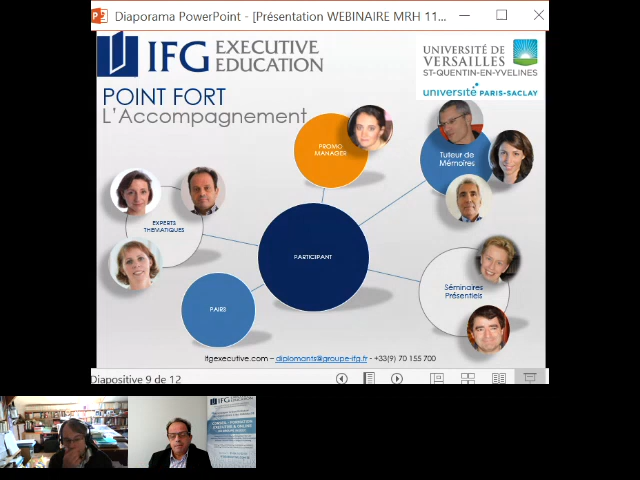 Diaporama PowerPoint - [Présentation WEBINAIRE MRH 11...
IFG EXECUTIVE
EDUCATION
UNIVERSITÉ DE
VERSAILLES
ST-QUENTIN-EN-YVELINES
université PARIS-SACLAY
POINT FORT
L'Accompagnement
PROMO
MANAGER
Tuteur de
Mémoires
EXPERTS
THEMATIQUES
PARTICIPANT
Séminaires
Présentiels
PAIRS
ifgexecutive.com – diplomants@groupe-ifg.fr - +33(9) 70 155 700
Diapositive 9 de 12
IFG